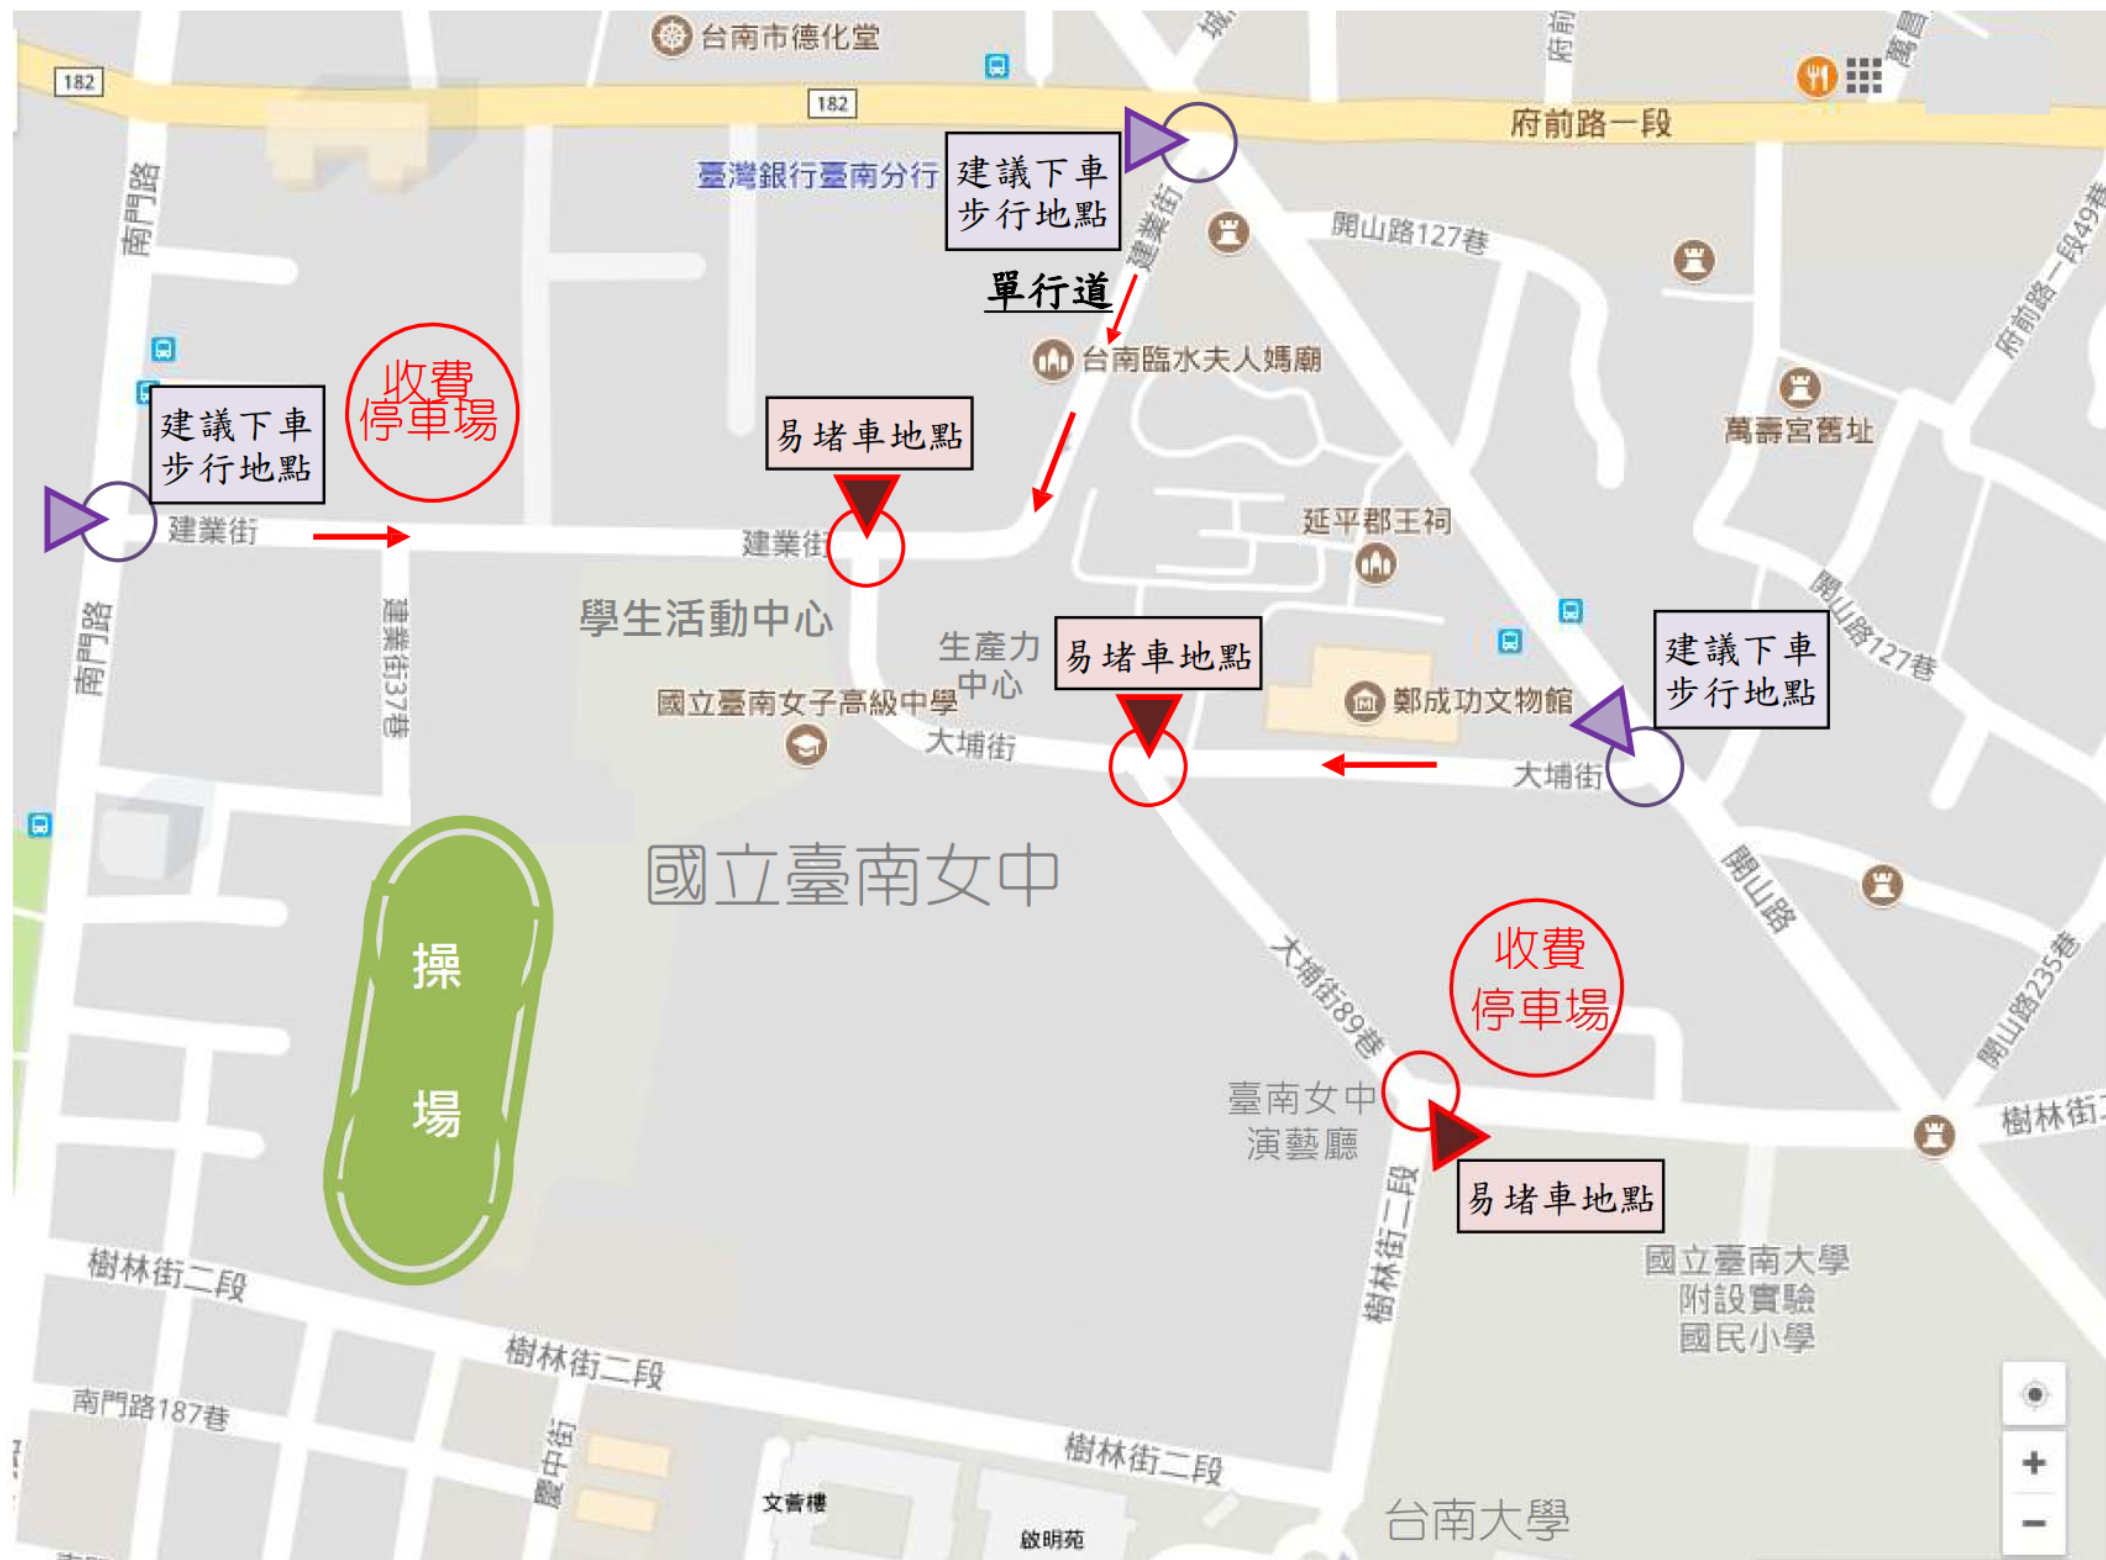 台南市德化堂
182
182
府前路一段
南門路
臺灣銀行臺南分行
建議下車
步行地點
建業街
單行道
開山路127巷
府前路一段49巷
台南臨水夫人媽廟
收費
停車場
建議下車
步行地點
易堵車地點
萬壽宮舊址
建業街
建業街
延平郡王祠
開山路127巷
學生活動中心
建業街37巷
南門路
生產力
中心
易堵車地點
建議下車
步行地點
國立臺南女子高級中學
鄭成功文物館
大埔街
大埔街
國立臺南女中
開山路
操
場
收費
停車場
大埔街89巷
開山路235巷
臺南女中
演藝廳
樹林街二段
樹林街二
易堵車地點
國立臺南大學
附設實驗
國民小學
樹林街二段
樹林街二段
南門路187巷
慶中街
樹林街二段
文薈樓
啟明苑
台南大學